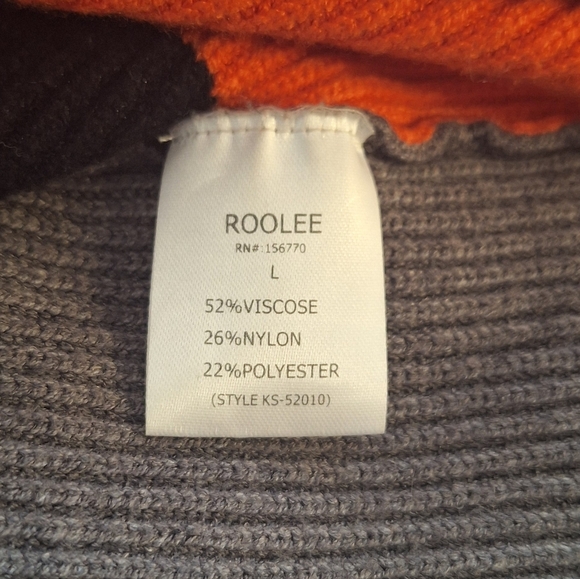 ROOLEE
RN#:156770
L
52%VISCOSE
26%NYLON
22%POLYESTER
(STYLE KS-52010)